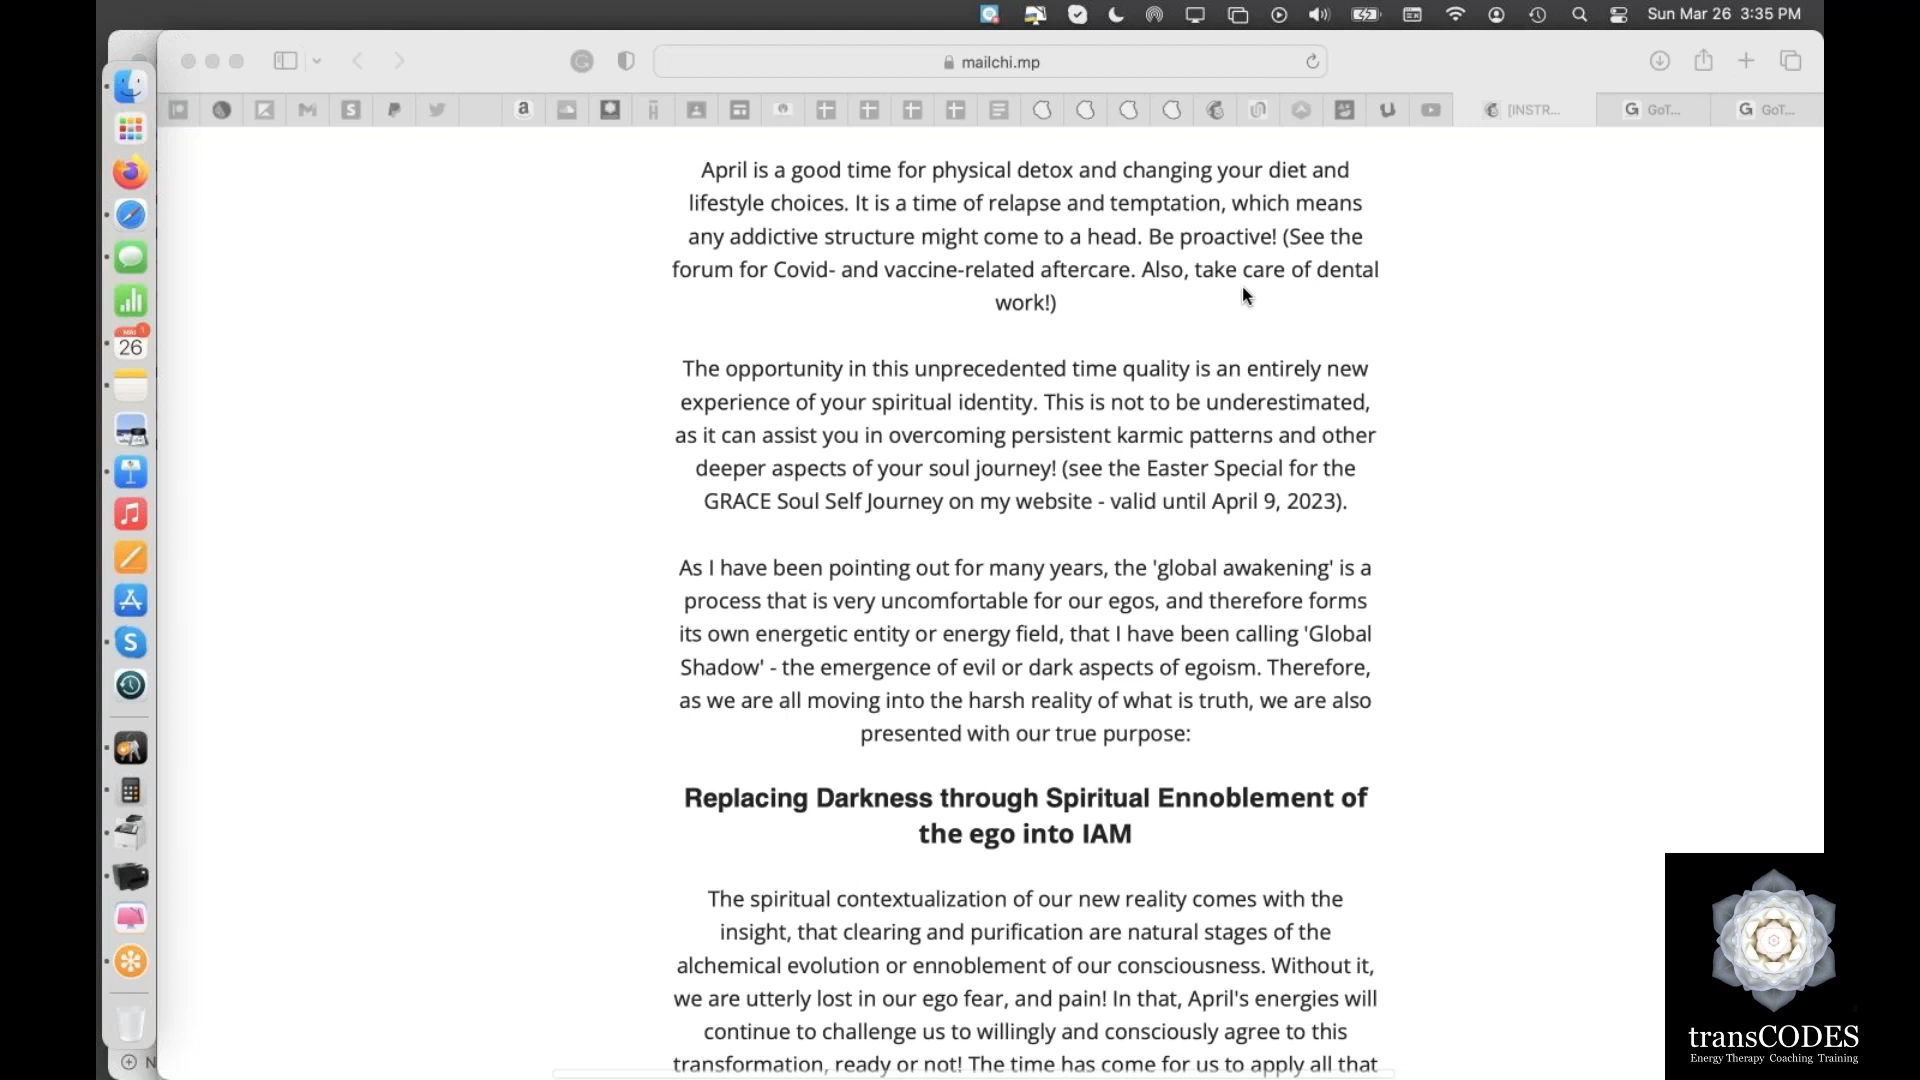 Sun Mar 26 3:35 PM
mailchi.mp
[INSTR...
GoT...
GoT...
26
April is a good time for physical detox and changing your diet and
lifestyle choices. It is a time of relapse and temptation, which means
any addictive structure might come to a head. Be proactive! (See the
forum for Covid- and vaccine-related aftercare. Also, take care of dental
work!)
The opportunity in this unprecedented time quality is an entirely new
experience of your spiritual identity. This is not to be underestimated,
as it can assist you in overcoming persistent karmic patterns and other
deeper aspects of your soul journey! (see the Easter Special for the
GRACE Soul Self Journey on my website - valid until April 9, 2023).
As I have been pointing out for many years, the 'global awakening' is a
process that is very uncomfortable for our egos, and therefore forms
its own energetic entity or energy field, that I have been calling 'Global
Shadow' - the emergence of evil or dark aspects of egoism. Therefore,
as we are all moving into the harsh reality of what is truth, we are also
presented with our true purpose:
Replacing Darkness through Spiritual Ennoblement of
the ego into IAM
The spiritual contextualization of our new reality comes with the
insight, that clearing and purification are natural stages of the
alchemical evolution or ennoblement of our consciousness. Without it,
we are utterly lost in our ego fear, and pain! In that, April's energies will
continue to challenge us to willingly and consciously agree to this
transformation, ready or not! The time has come for us to apply all that
N
transCODES
Energy Therapy Coaching Training